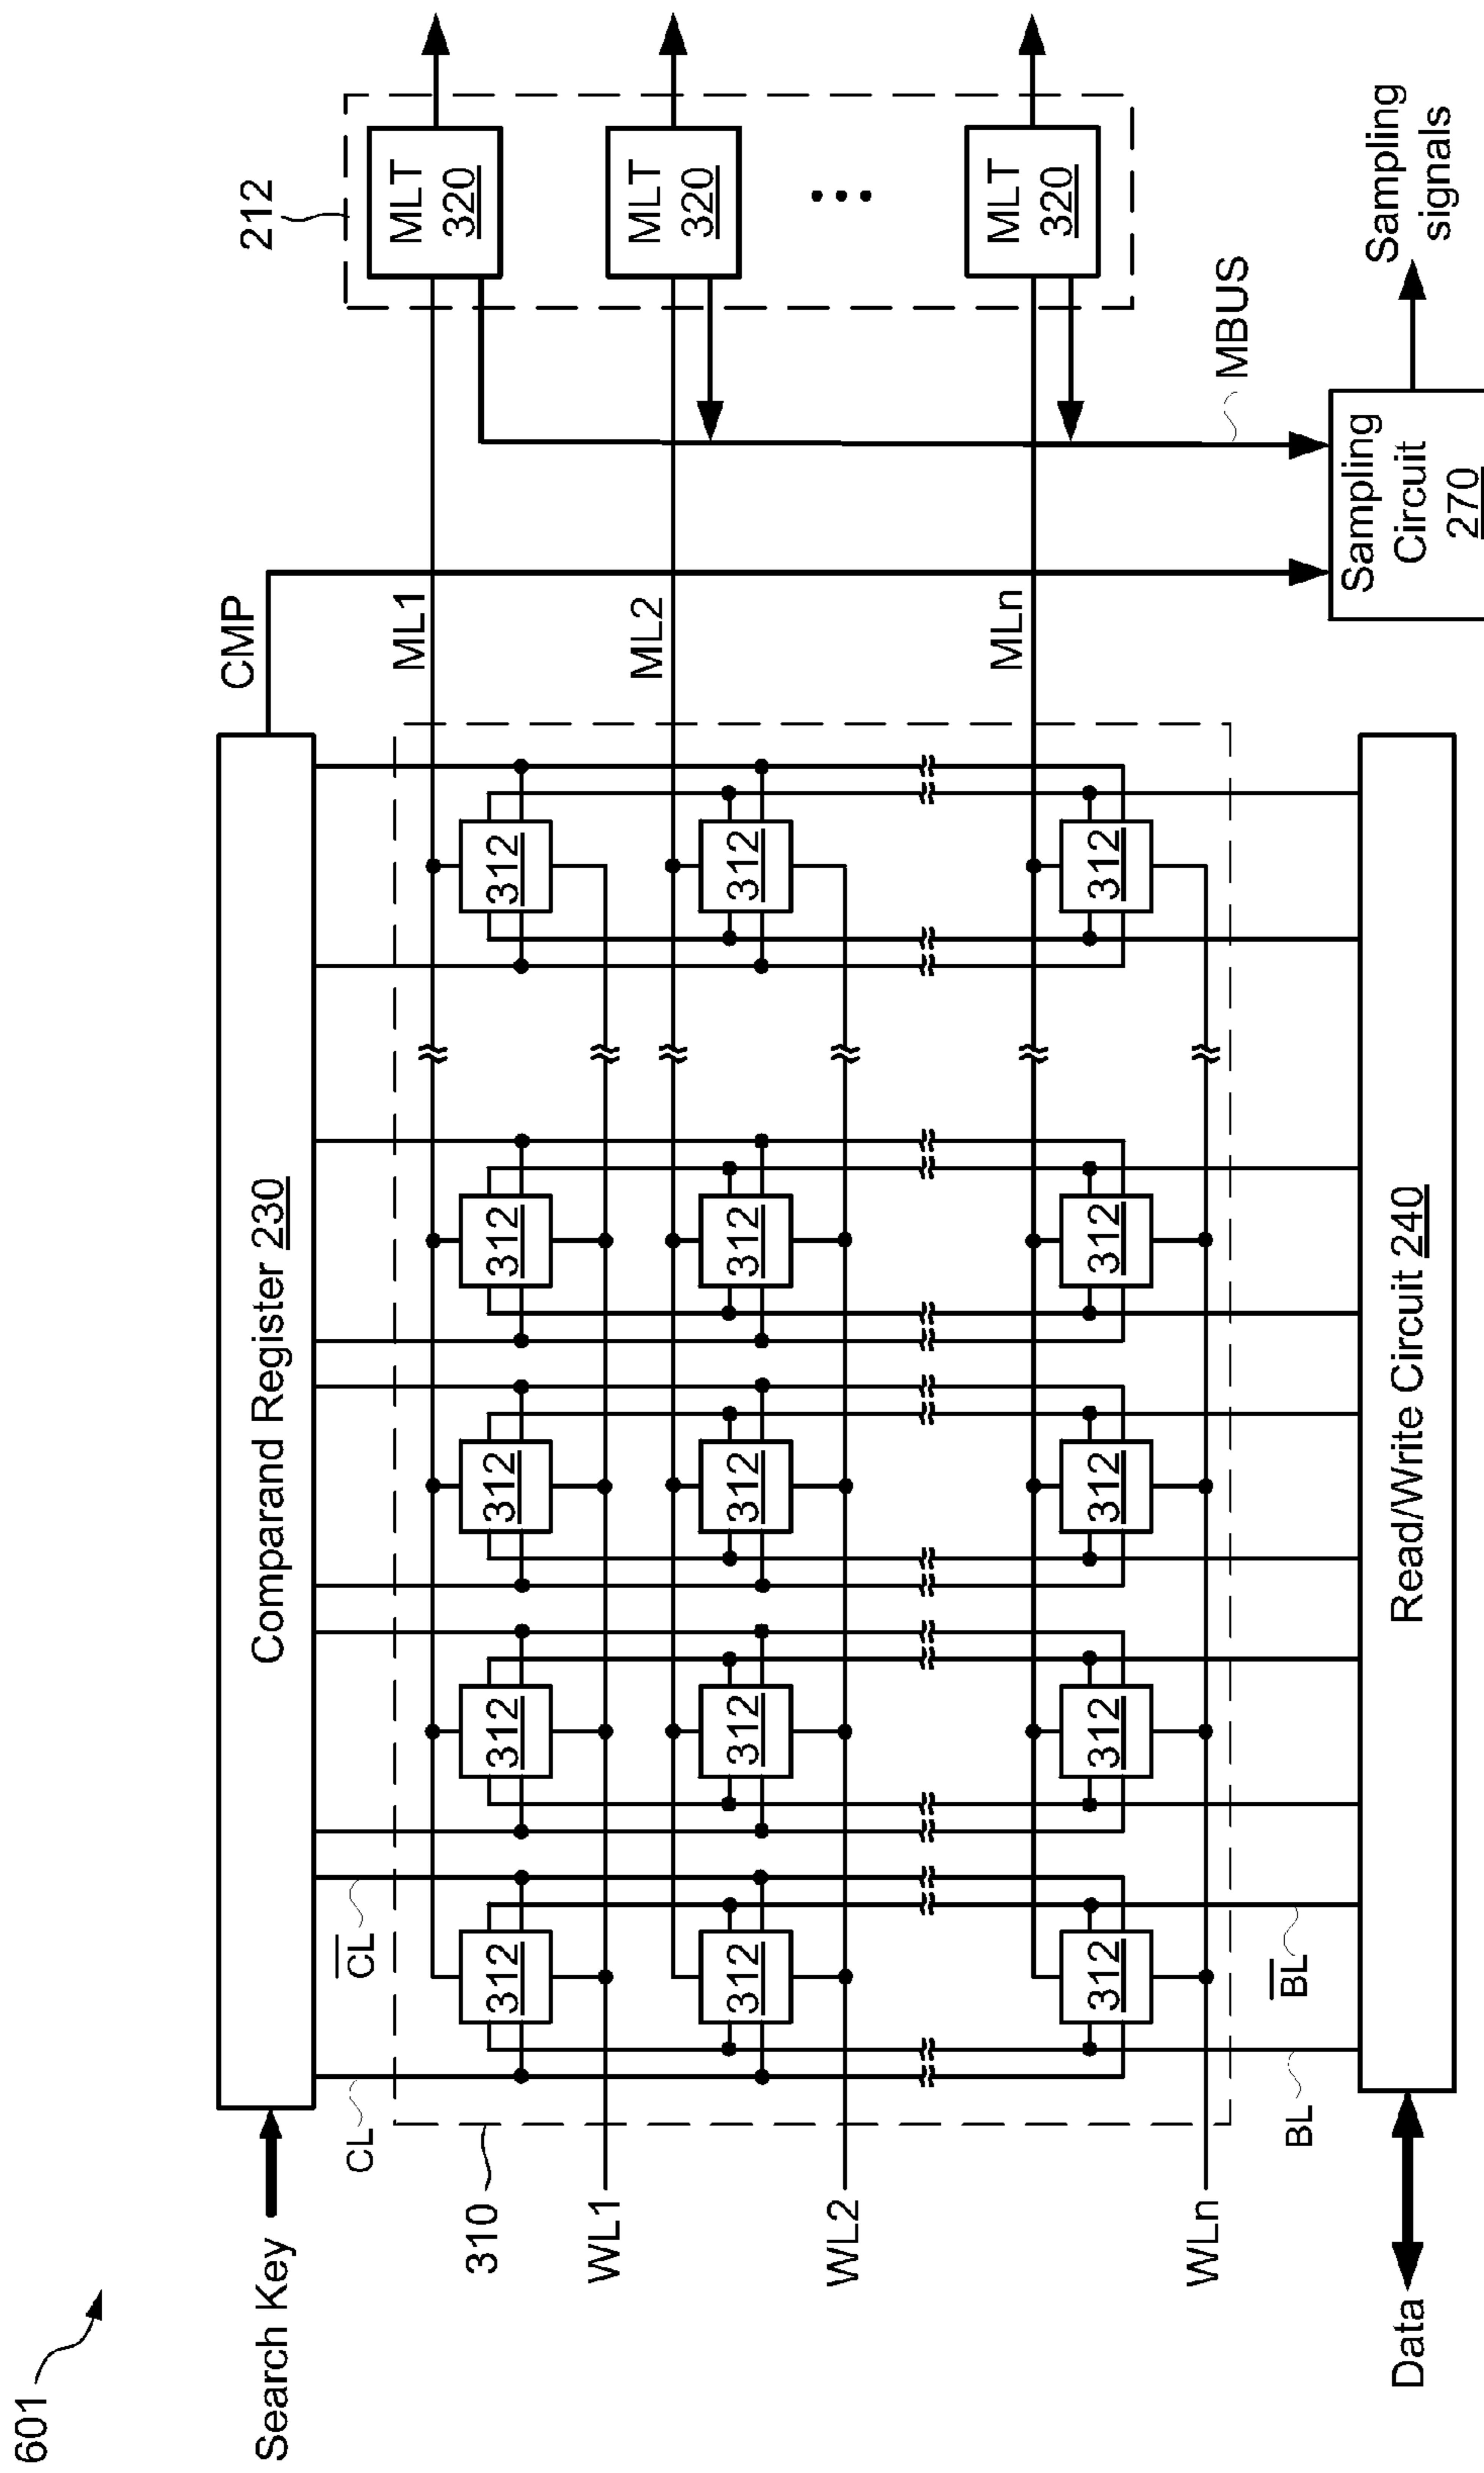 601
Search Key
Comparand Register 230
CMP
212
CL
CL
310
ML1
ML2
MLn
MLT
320
MLT
320
MLT
320
312 312 312 312 312
WL1
312 312 312 312 312
WL2
312 312 312 312 312
WLn
MBUS
BL
BL
Data
Read/Write Circuit 240
Sampling
Circuit
270
Sampling
signals